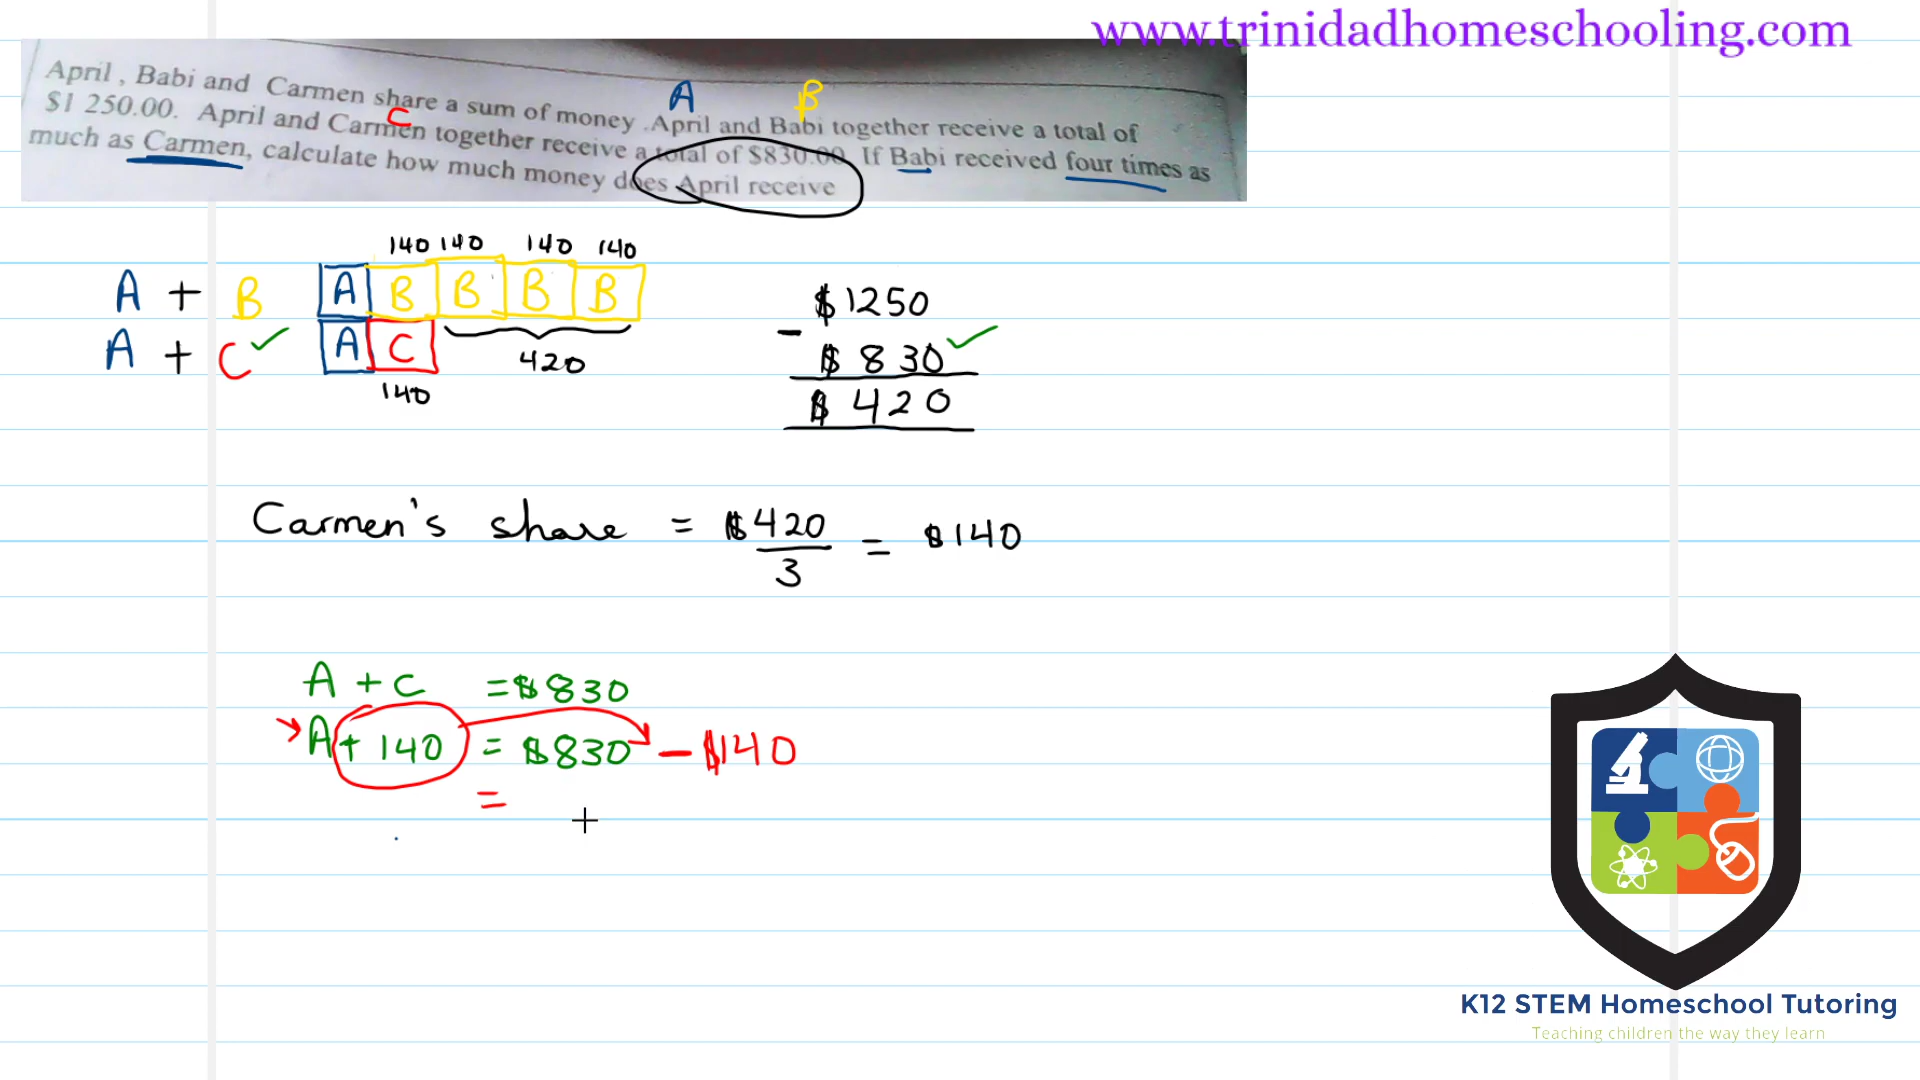 www.trinidadhomeschooling.com
April , Babi and Carmen share a sum of money .April and Babi together receive a total of
$1 250.00. April and Carmen together receive a total of $830.00 If Babi received four times as
much as Carmen, calculate how much money does April receive
A B
C
140 140 140 140
A + B A B B B B
A + C A C
420
140
$1250
- $ 830
$ 420
Carmen's share = $420 = $140
3
A + C = $830
A + 140 = $830 - $140
=
K12 STEM Homeschool Tutoring
Teaching children the way they learn